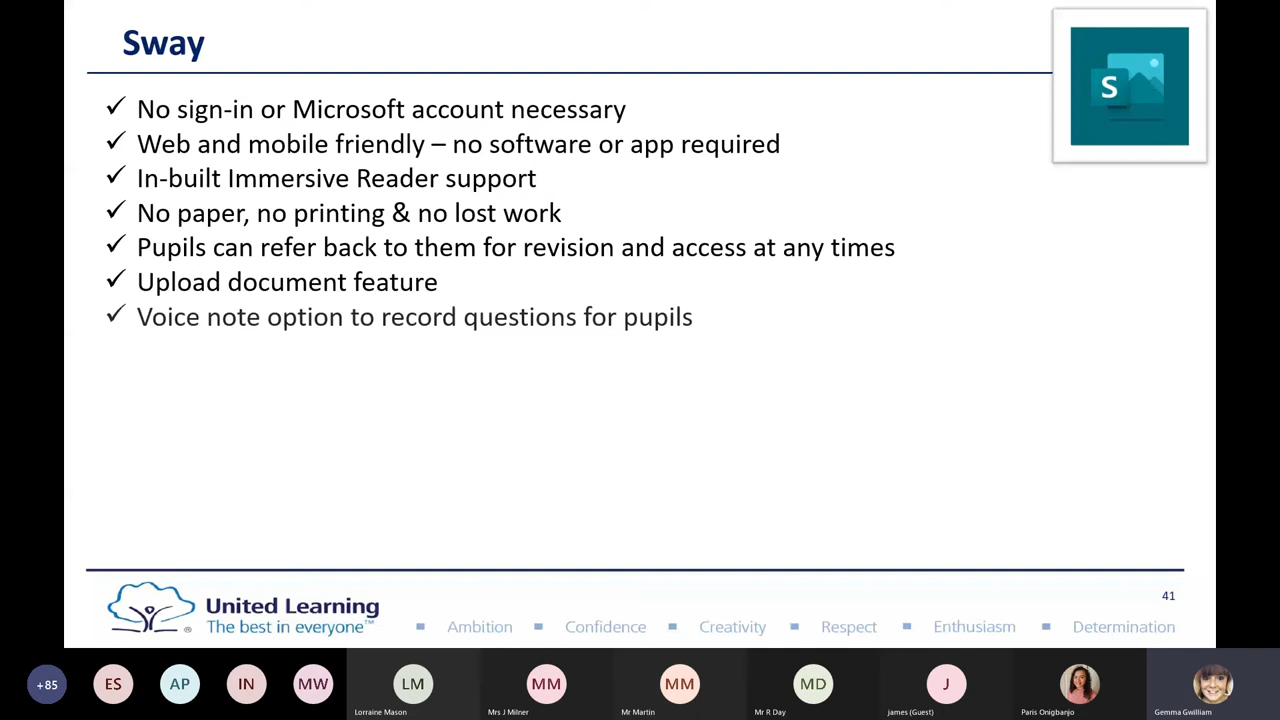 Sway
S
No sign-in or Microsoft account necessary
Web and mobile friendly – no software or app required
In-built Immersive Reader support
No paper, no printing & no lost work
Pupils can refer back to them for revision and access at any times
Upload document feature
Voice note option to record questions for pupils
41
United Learning
The best in everyone™
®
Ambition ■ Confidence ■ Creativity ■ Respect ■ Enthusiasm ■ Determination
+85 ES AP IN MW LM MM MM MD J
Lorraine Mason Mrs J Milner Mr Martin Mr R Day james (Guest) Paris Onigbanjo Gemma Gwilliam